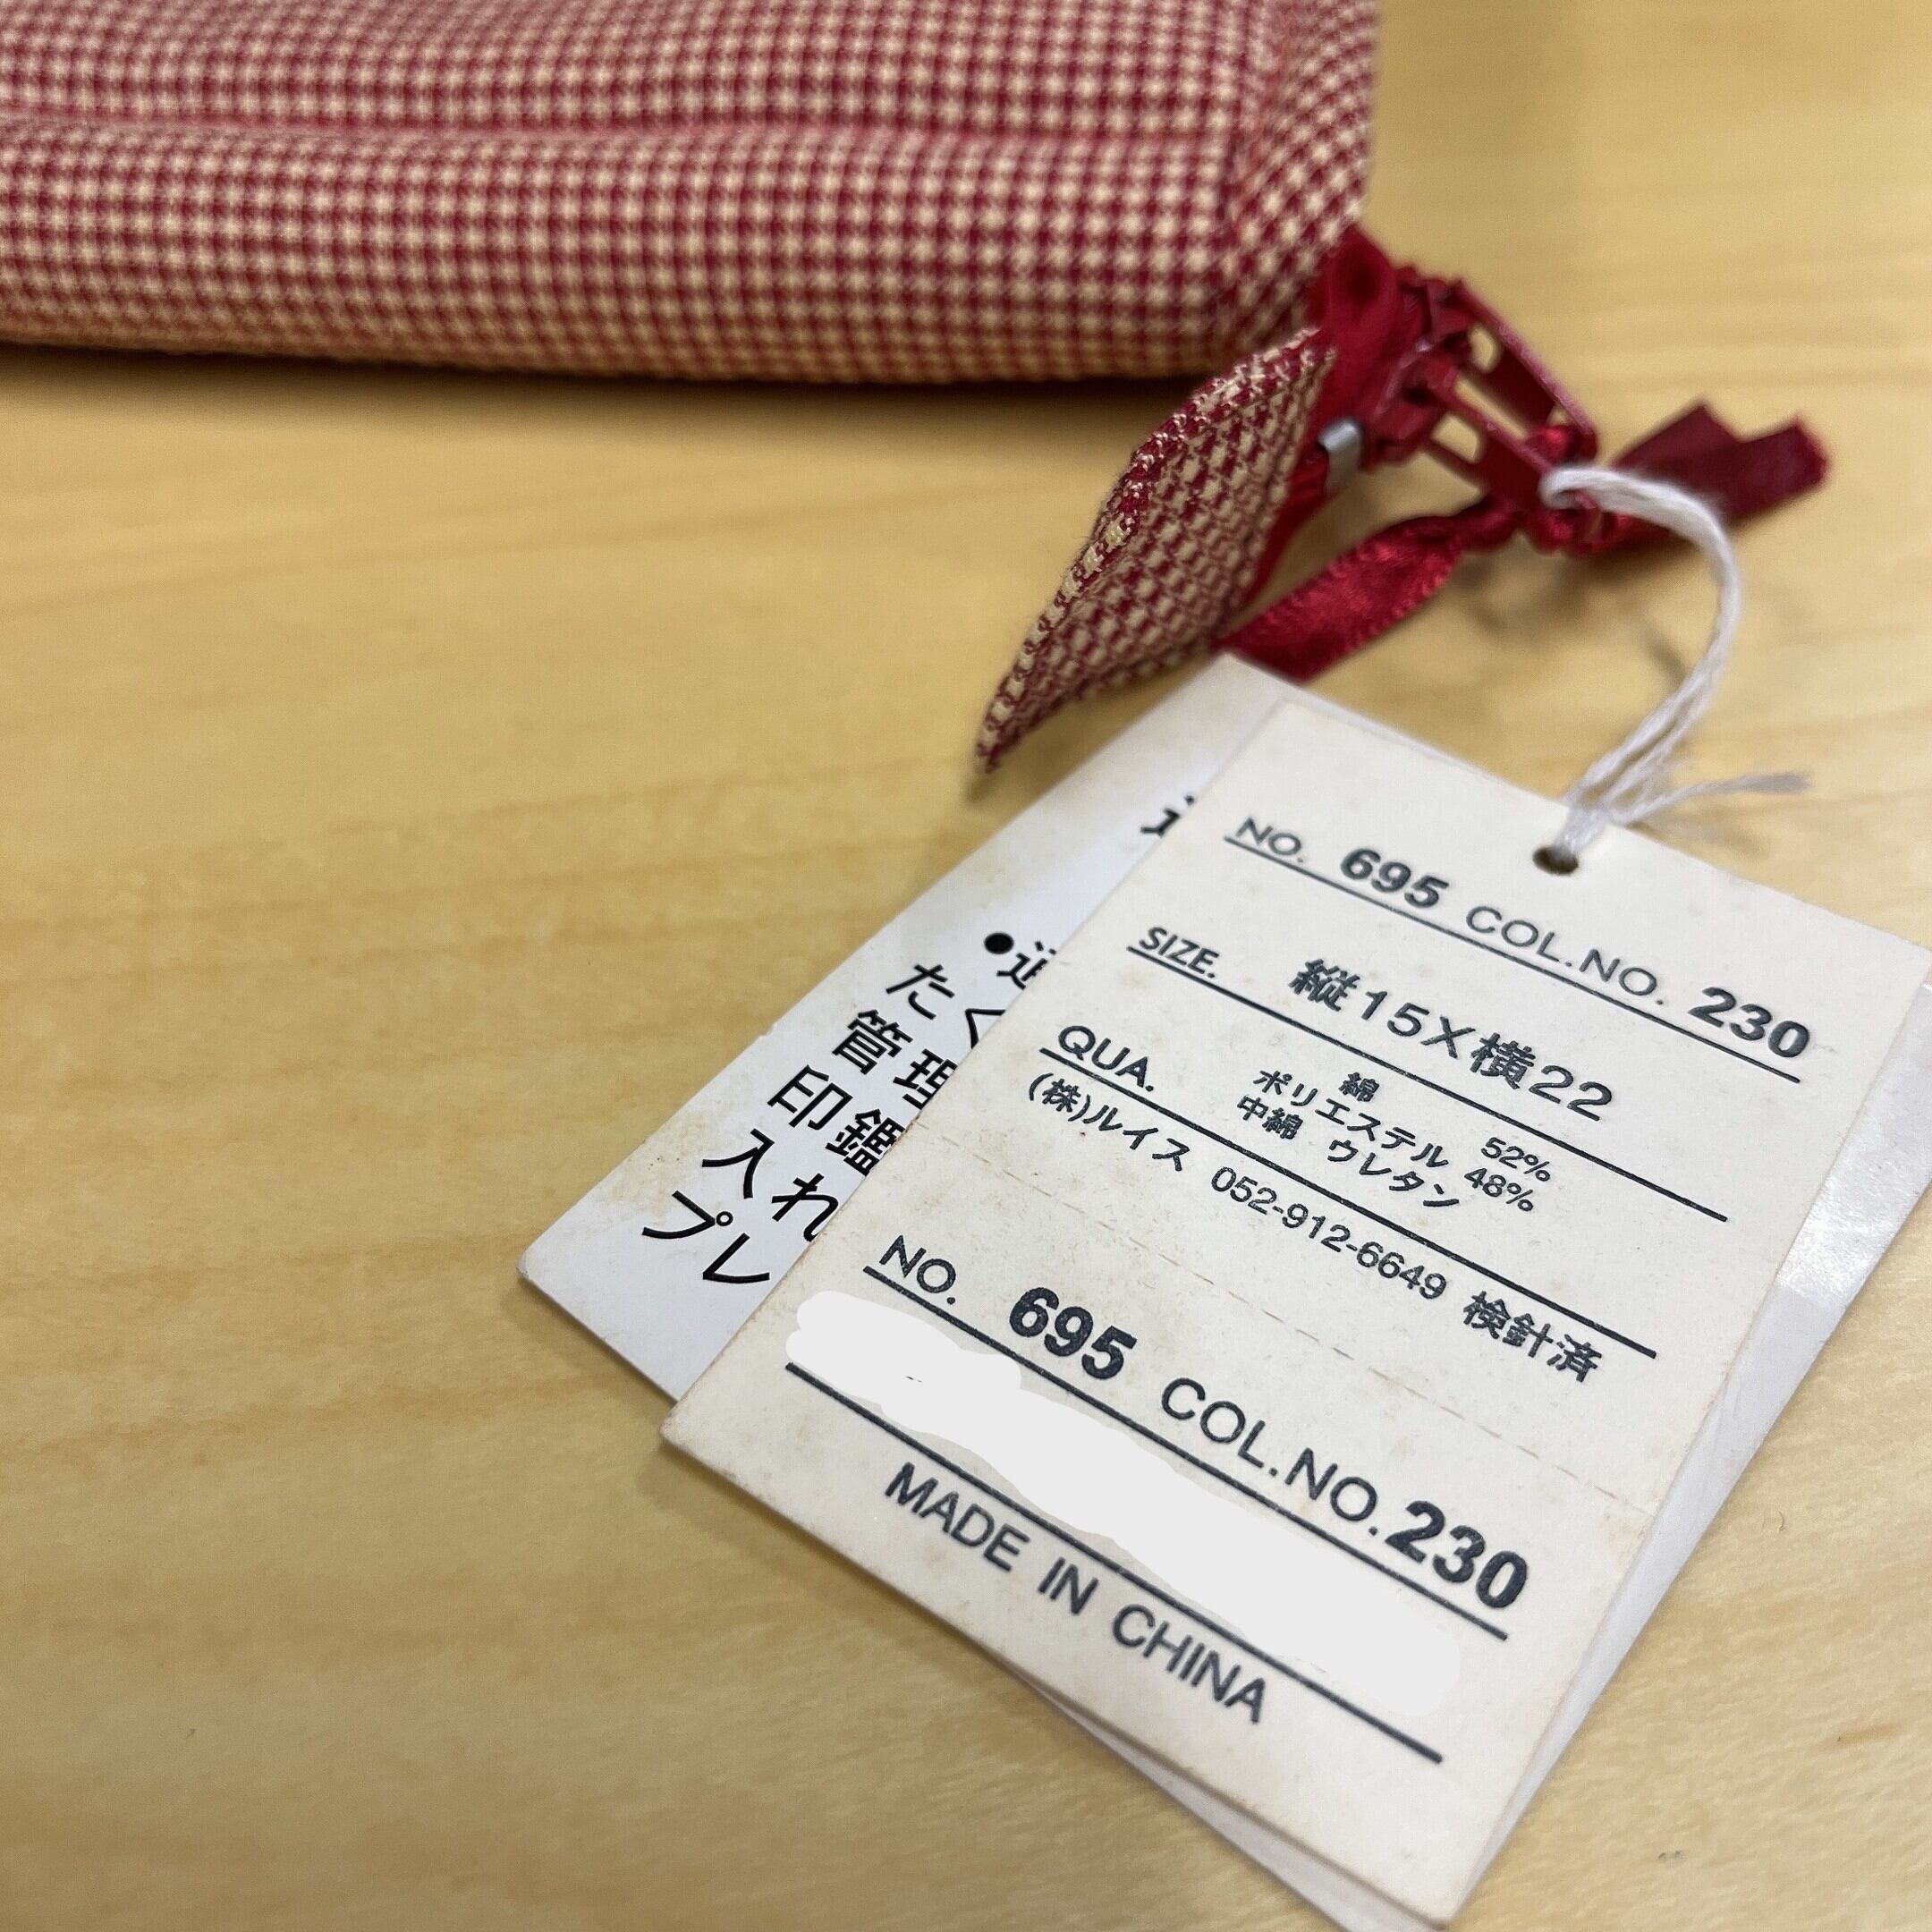 NO. 695 COL.NO. 230
SIZE. 縦15X横22
QUA. 綿 52%
ポリエステル 48%
中綿 ウレタン
(株)ルイス 052-912-6649 検針済
NO. 695 COL.NO. 230
MADE IN CHINA
●通
たく
管理
印鑑
入れ
プレ